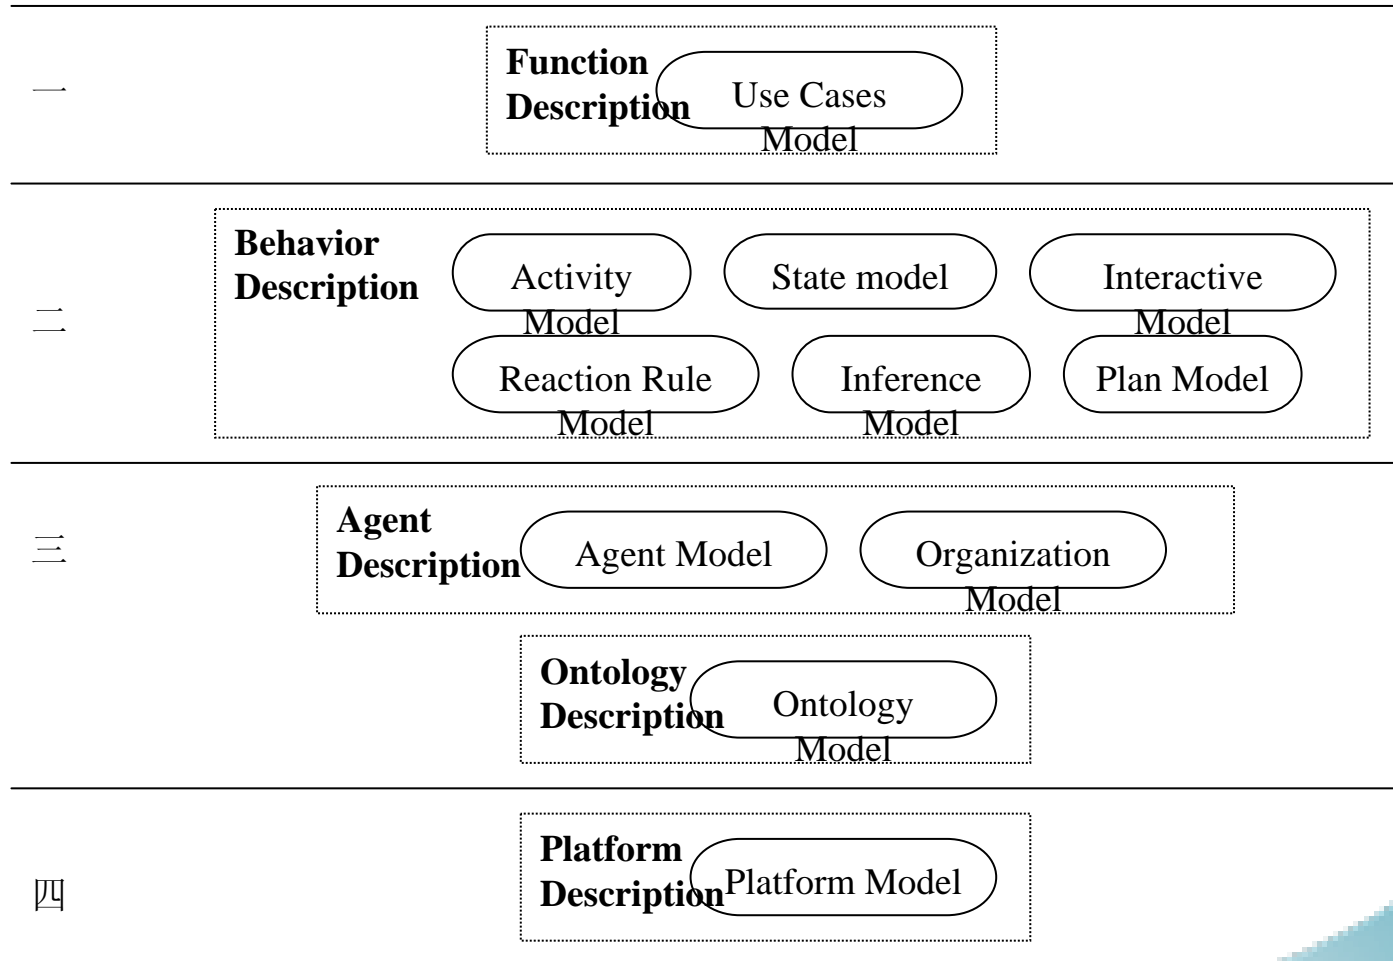 一
Function
Description
Use Cases
Model
二
Behavior
Description
Activity
Model
State model
Interactive
Model
Reaction Rule
Model
Inference
Model
Plan Model
三
Agent
Description
Agent Model
Organization
Model
Ontology
Description
Ontology
Model
四
Platform
Description
Platform Model